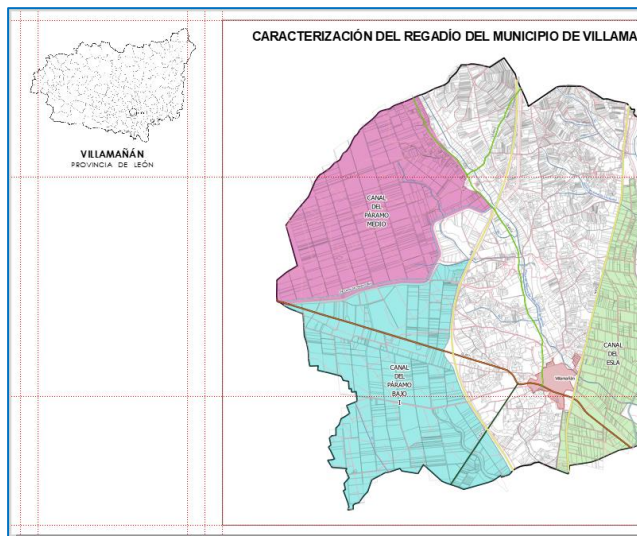 CARACTERIZACIÓN DEL REGADÍO DEL MUNICIPIO DE VILLAMA
VILLAMAÑÁN
PROVINCIA DE LEÓN
CANAL
DEL
PÁRAMO
MEDIO
CANAL
DEL
PÁRAMO
BAJO
I
CANAL
DEL
ESLA
Villamañán